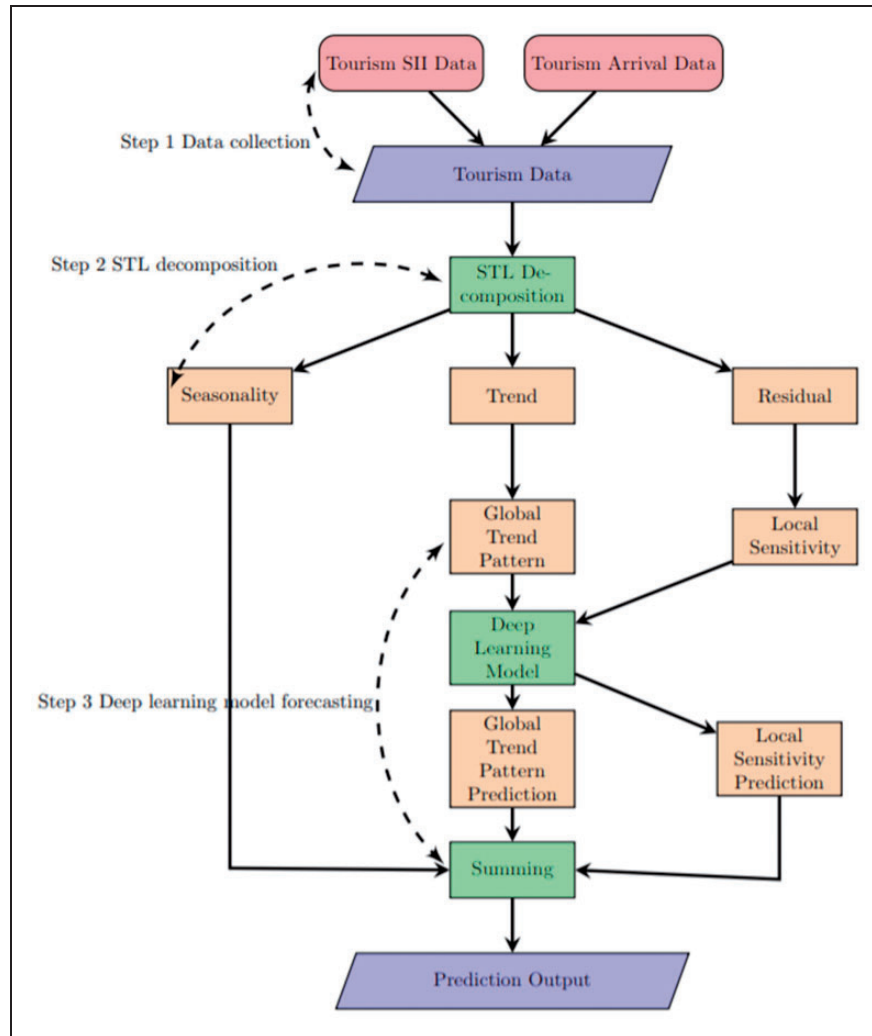 Tourism SII Data
Tourism Arrival Data
Step 1 Data collection
Tourism Data
Step 2 STL decomposition
STL De-
composition
Seasonality
Trend
Residual
Global
Trend
Pattern
Local
Sensitivity
Deep
Learning
Model
Step 3 Deep learning model forecasting
Global
Trend
Pattern
Prediction
Local
Sensitivity
Prediction
Summing
Prediction Output